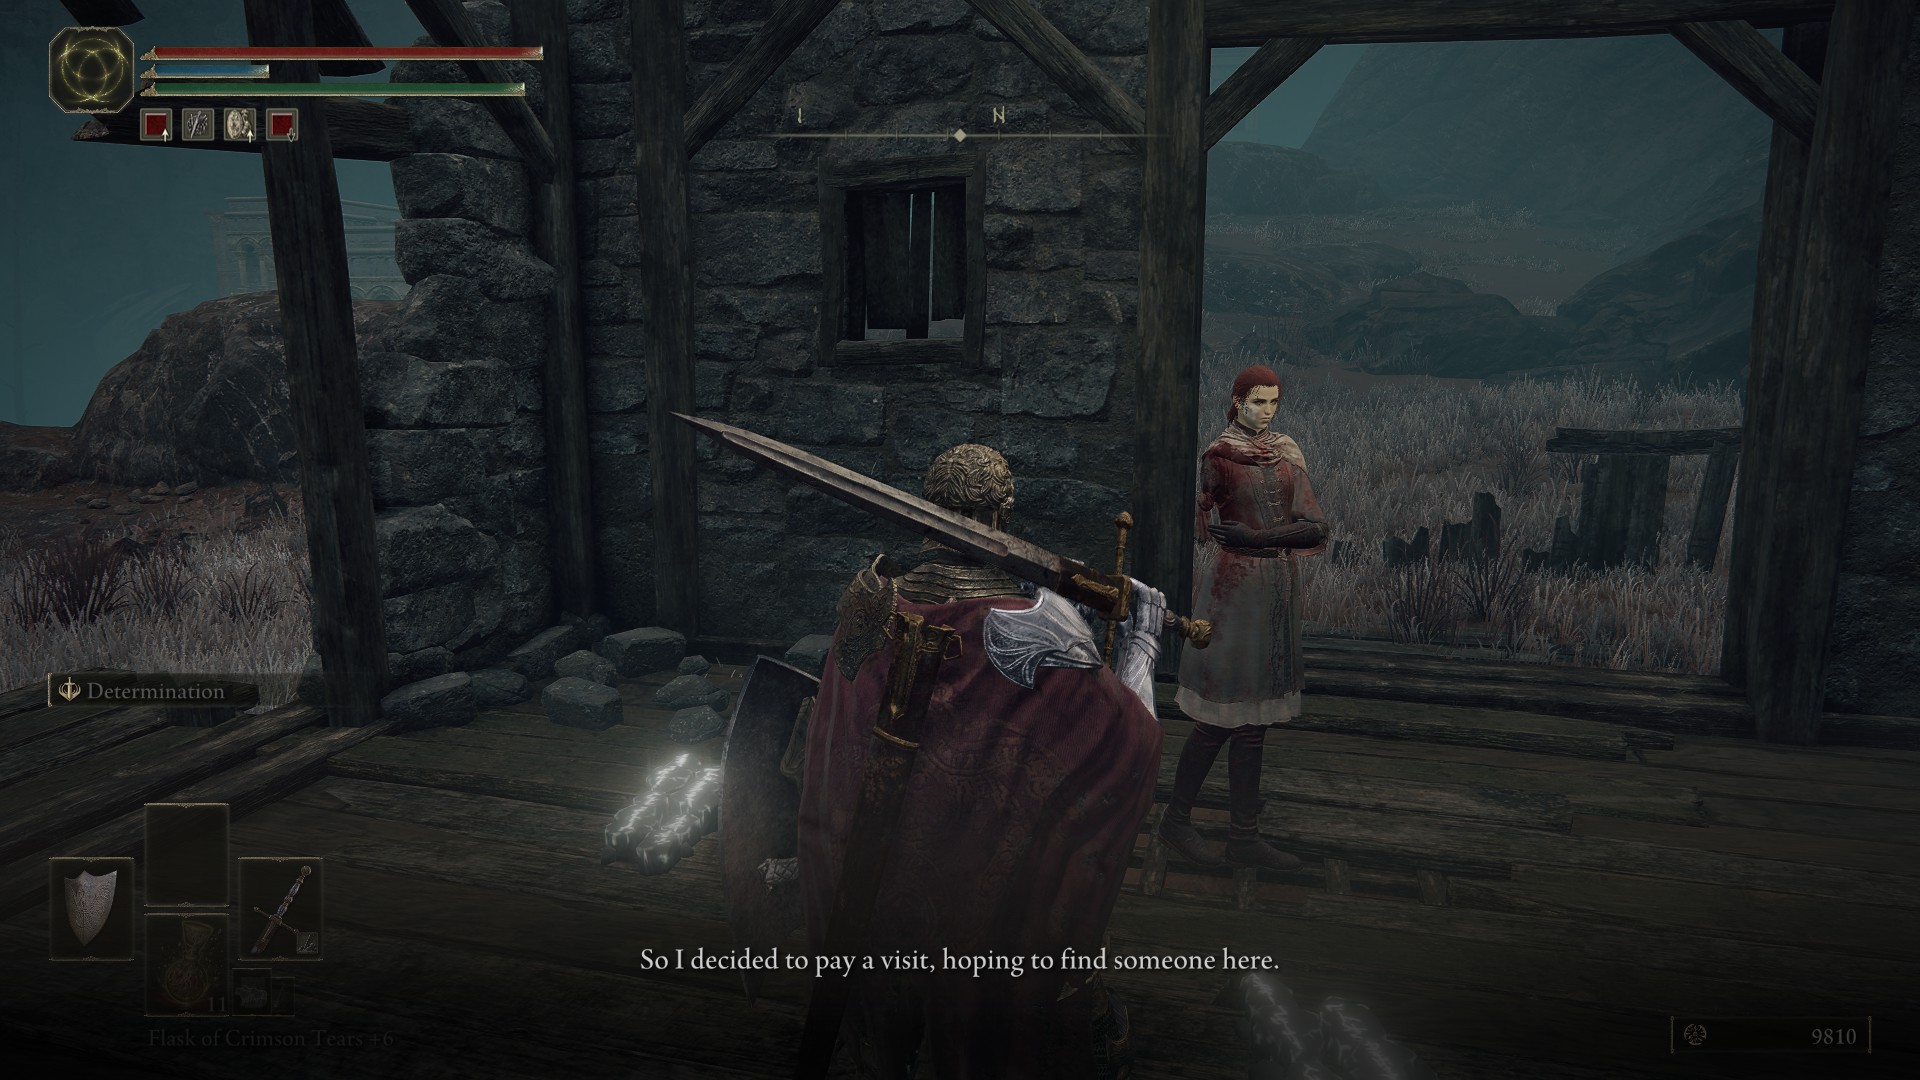 N
Determination
So I decided to pay a visit, hoping to find someone here.
11
Flask of Crimson Tears +6
9810